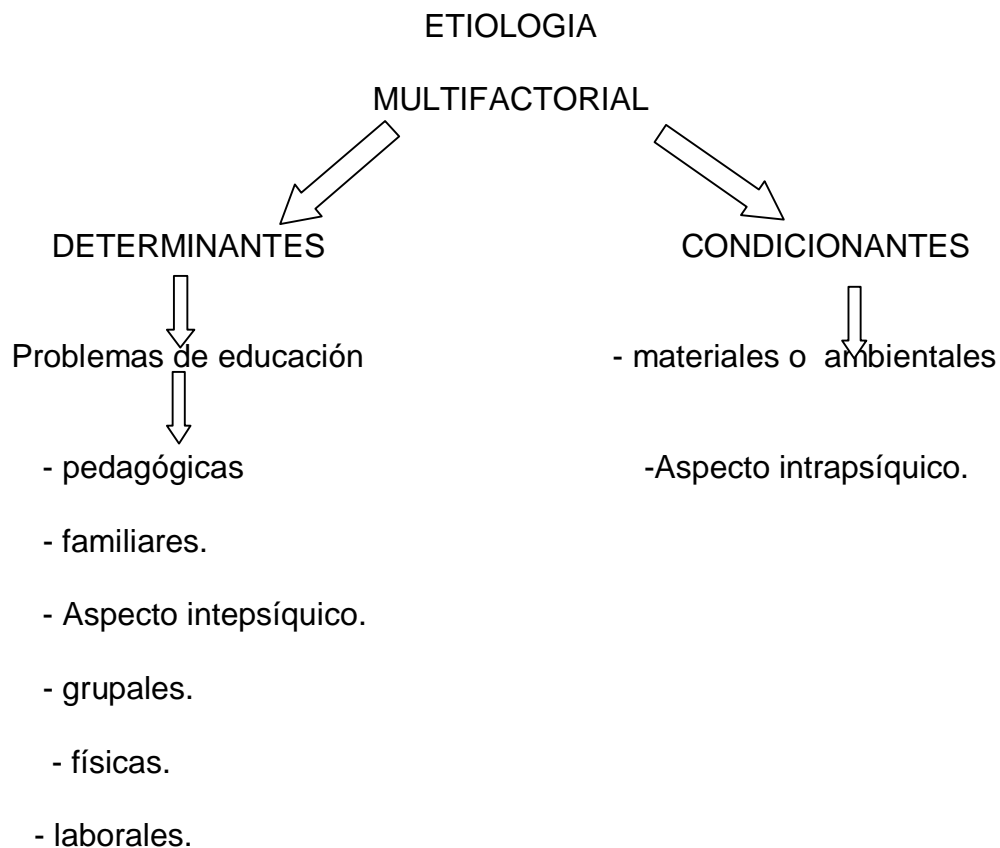 ETIOLOGIA
MULTIFACTORIAL
DETERMINANTES
CONDICIONANTES
Problemas de educación
- materiales o  ambientales
- pedagógicas
-Aspecto intrapsíquico.
- familiares.
- Aspecto intepsíquico.
- grupales.
- físicas.
- laborales.